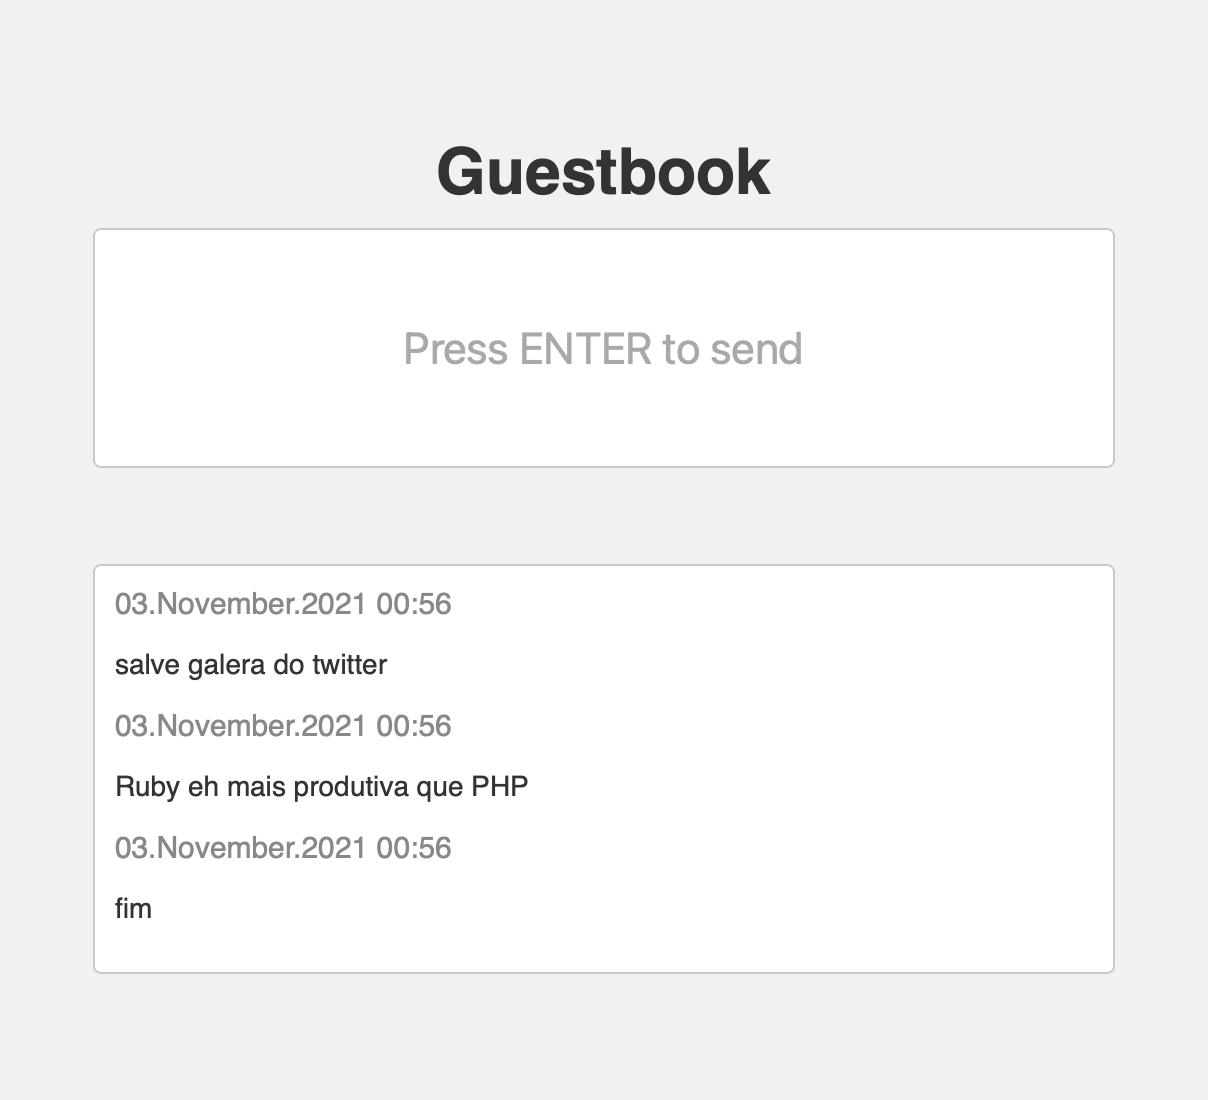 Guestbook
Press ENTER to send
03.November.2021 00:56
salve galera do twitter
03.November.2021 00:56
Ruby eh mais produtiva que PHP
03.November.2021 00:56
fim